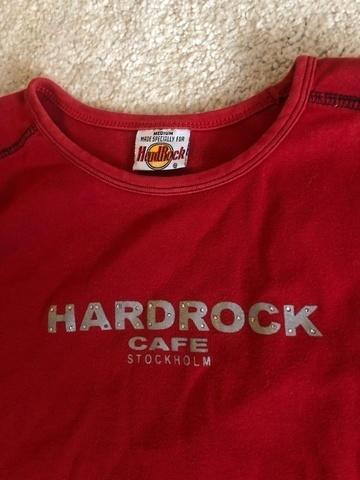 MEDIUM
MADE SPECIALLY FOR
Hard Rock
HARDROCK
CAFE
STOCKHOLM